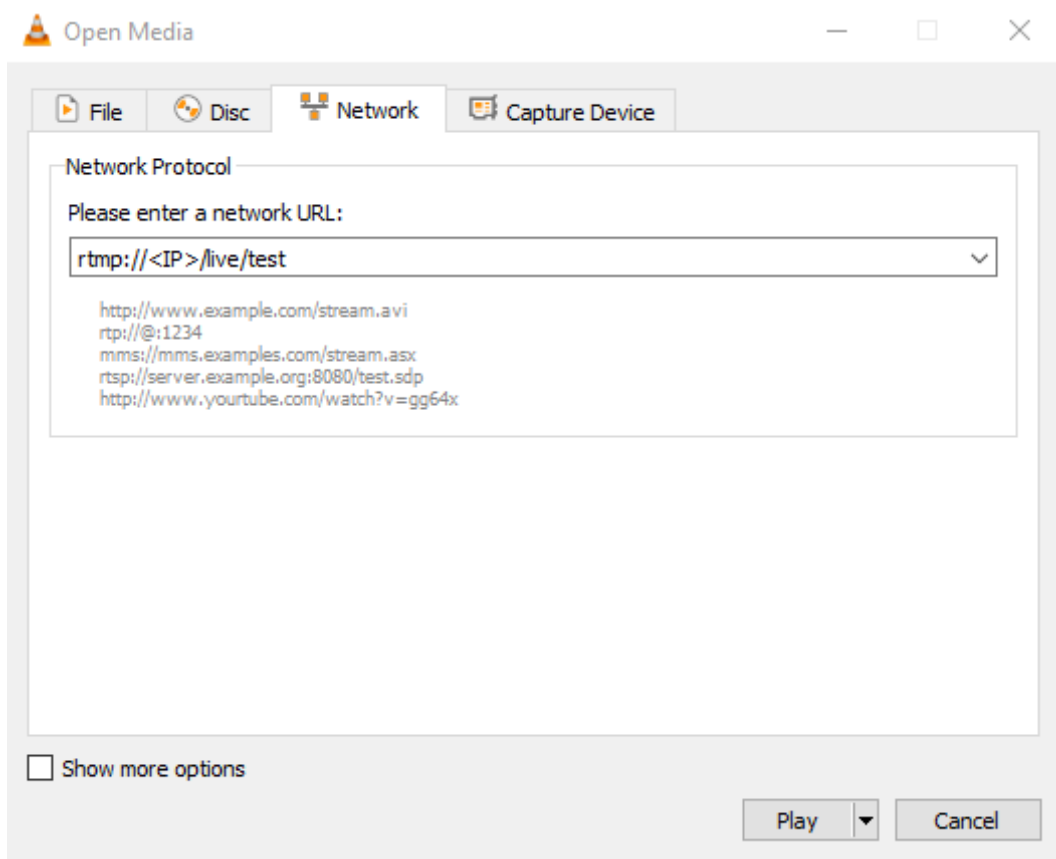 Open Media
File Disc Network Capture Device
Network Protocol
Please enter a network URL:
rtmp://<IP>/live/test
http://www.example.com/stream.avi
rtp://@:1234
mms://mms.examples.com/stream.asx
rtsp://server.example.org:8080/test.sdp
http://www.yourtube.com/watch?v=gg64x
Show more options
Play Cancel